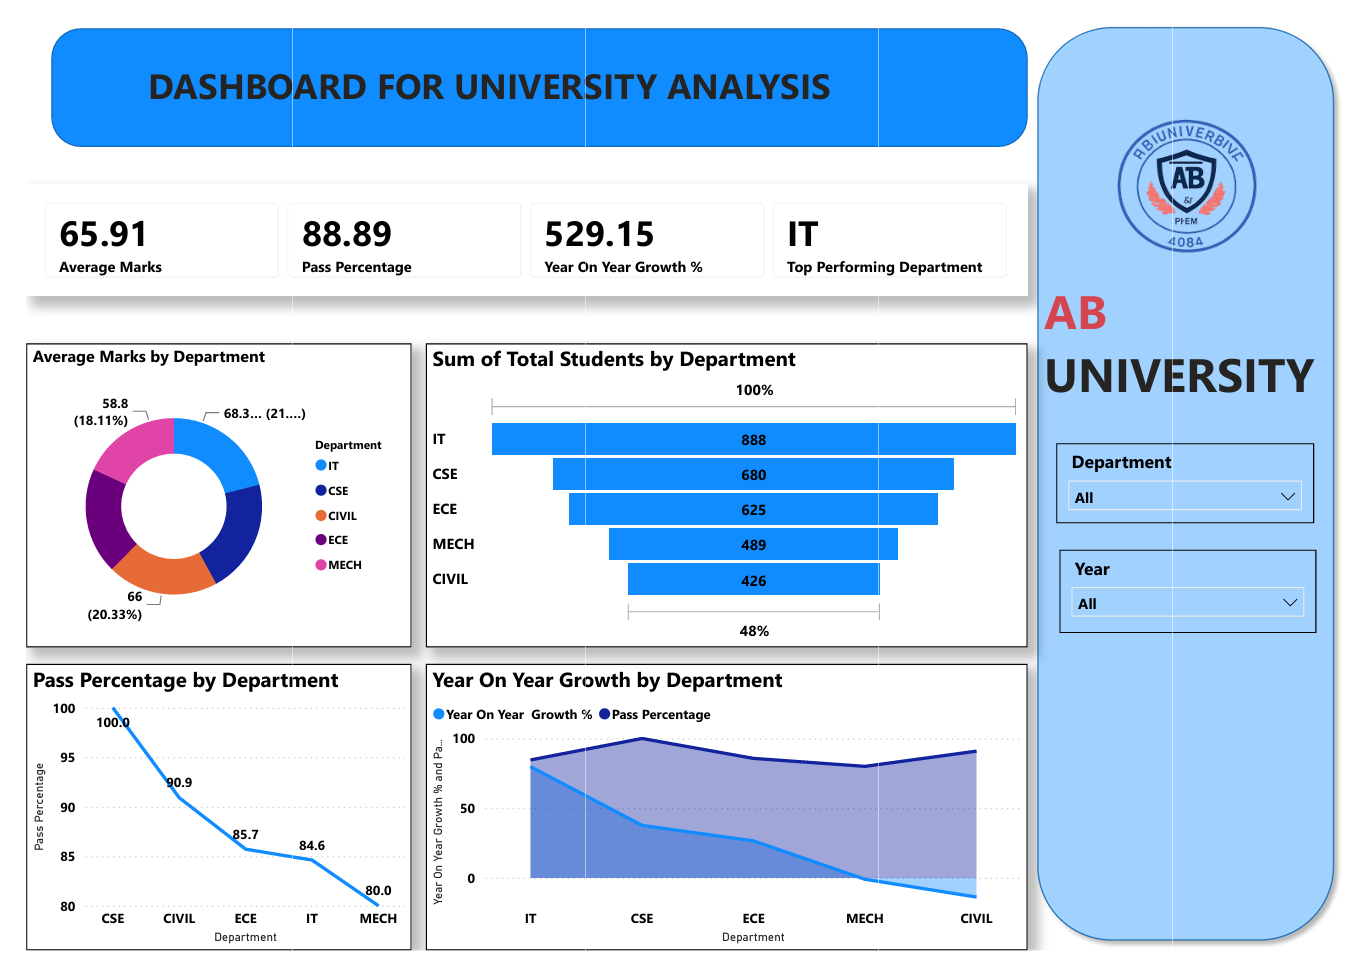 DASHBOARD FOR UNIVERSITY ANALYSIS
65.91
Average Marks
88.89
Pass Percentage
529.15
Year On Year Growth %
IT
Top Performing Department
ABIUNIVERBIVF
AB
&I
PHEM
4084
AB
UNIVERSITY
Department
All
Year
All
Average Marks by Department
58.8
(18.11%)
68.3... (21....)
66
(20.33%)
Department
IT
CSE
CIVIL
ECE
MECH
Sum of Total Students by Department
100%
IT 888
CSE 680
ECE 625
MECH 489
CIVIL 426
48%
Pass Percentage by Department
Pass Percentage
100
95
90
85
80
100.0
90.9
85.7
84.6
80.0
CSE CIVIL ECE IT MECH
Department
Year On Year Growth by Department
Year On Year Growth % Pass Percentage
Year On Year Growth % and Pa...
100
50
0
IT CSE ECE MECH CIVIL
Department